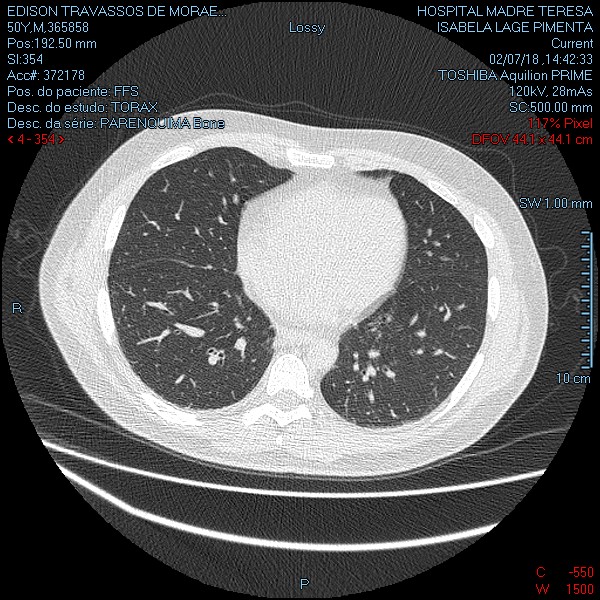 EDISON TRAVASSOS DE MORAE...
50Y,M,365858
Pos:192.50 mm
SI:354
Acc#: 372178
Pos. do paciente: FFS
Desc. do estudo: TORAX
Desc. da série: PARENQUIMA Bone
< 4 - 354 >
Lossy
HOSPITAL MADRE TERESA
ISABELA LAGE PIMENTA
Current
02/07/18 ,14:42:33
TOSHIBA Aquilion PRIME
120kV, 28mAs
SC:500.00 mm
117% Pixel
DFOV 44.1 x 44.1 cm
SW:1.00 mm
R
10 cm
P
C -550
W 1500